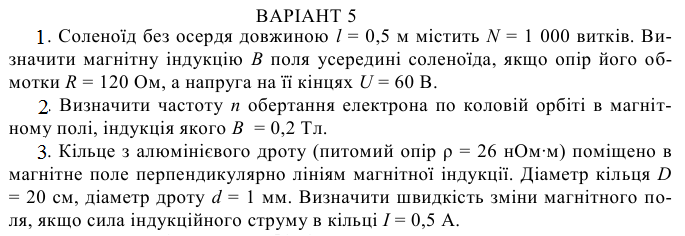 ВАРІАНТ 5
1. Соленоїд без осердя довжиною l = 0,5 м містить N = 1 000 витків. Ви-
значити магнітну індукцію B поля усередині соленоїда, якщо опір його об-
мотки R = 120 Ом, а напруга на її кінцях U = 60 В.
2. Визначити частоту n обертання електрона по коловій орбіті в магніт-
ному полі, індукція якого B = 0,2 Тл.
3. Кільце з алюмінієвого дроту (питомий опір ρ = 26 нОм·м) поміщено в
магнітне поле перпендикулярно лініям магнітної індукції. Діаметр кільця D
= 20 см, діаметр дроту d = 1 мм. Визначити швидкість зміни магнітного по-
ля, якщо сила індукційного струму в кільці I = 0,5 А.